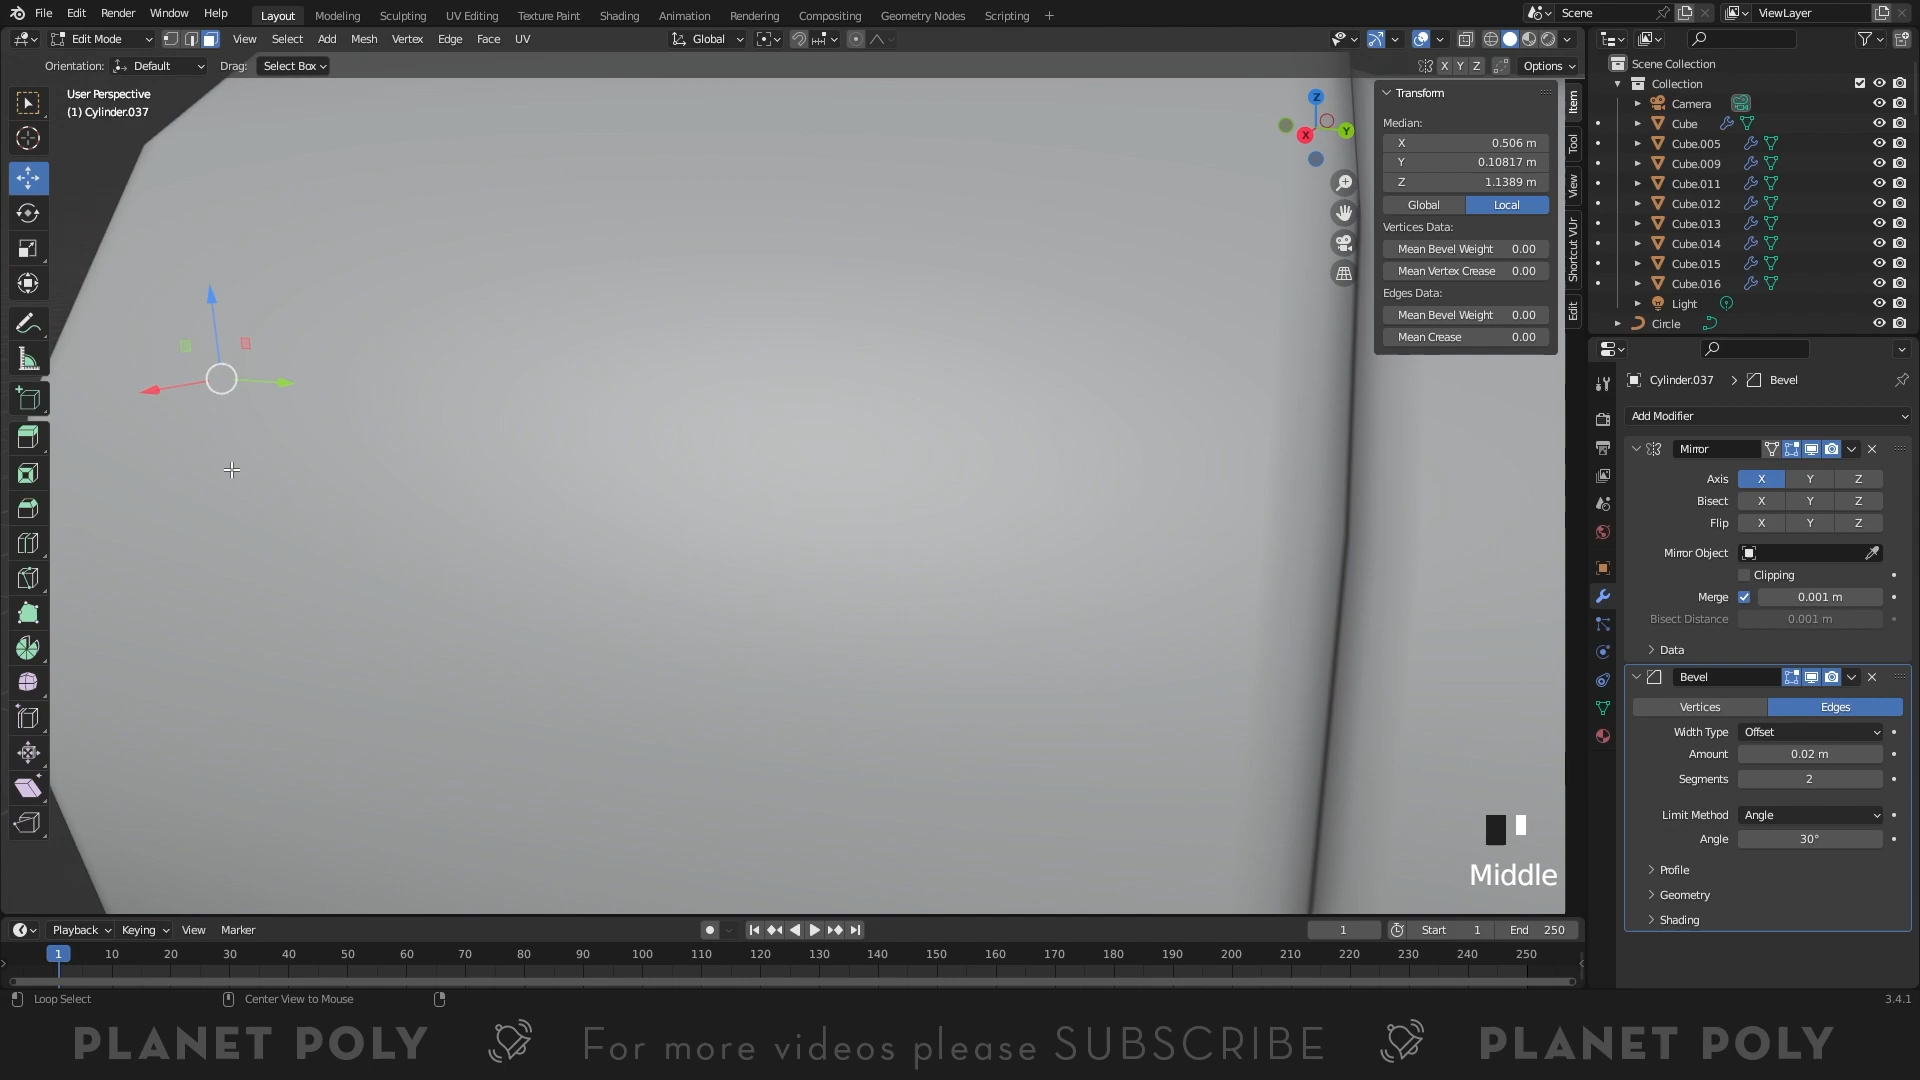 File Edit Render Window Help Layout Modeling Sculpting UV Editing Texture Paint Shading Animation Rendering Compositing Geometry Nodes Scripting + Scene ViewLayer
Edit Mode View Select Add Mesh Vertex Edge Face UV Global
Orientation: Default Drag: Select Box X Y Z Options
User Perspective
(1) Cylinder.037
Z
Y
X
Transform
Median:
X 0.506 m
Y 0.10817 m
Z 1.1389 m
Global Local
Vertices Data:
Mean Bevel Weight 0.00
Mean Vertex Crease 0.00
Edges Data:
Mean Bevel Weight 0.00
Mean Crease 0.00
Item
Tool
View
Shortcut VUr
Edit
Scene Collection
Collection
Camera
Cube
Cube.005
Cube.009
Cube.011
Cube.012
Cube.013
Cube.014
Cube.015
Cube.016
Light
Circle
Cylinder.037 > Bevel
Add Modifier
Mirror
Axis X Y Z
Bisect X Y Z
Flip X Y Z
Mirror Object
Clipping
Merge 0.001 m
Bisect Distance 0.001 m
Data
Bevel
Vertices Edges
Width Type Offset
Amount 0.02 m
Segments 2
Limit Method Angle
Angle 30°
Profile
Geometry
Shading
Middle
Playback Keying View Marker 1 Start 1 End 250
1 10 20 30 40 50 60 70 80 90 100 110 120 130 140 150 160 170 180 190 200 210 220 230 240 250
Loop Select Center View to Mouse 3.4.1
PLANET POLY For more videos please SUBSCRIBE PLANET POLY